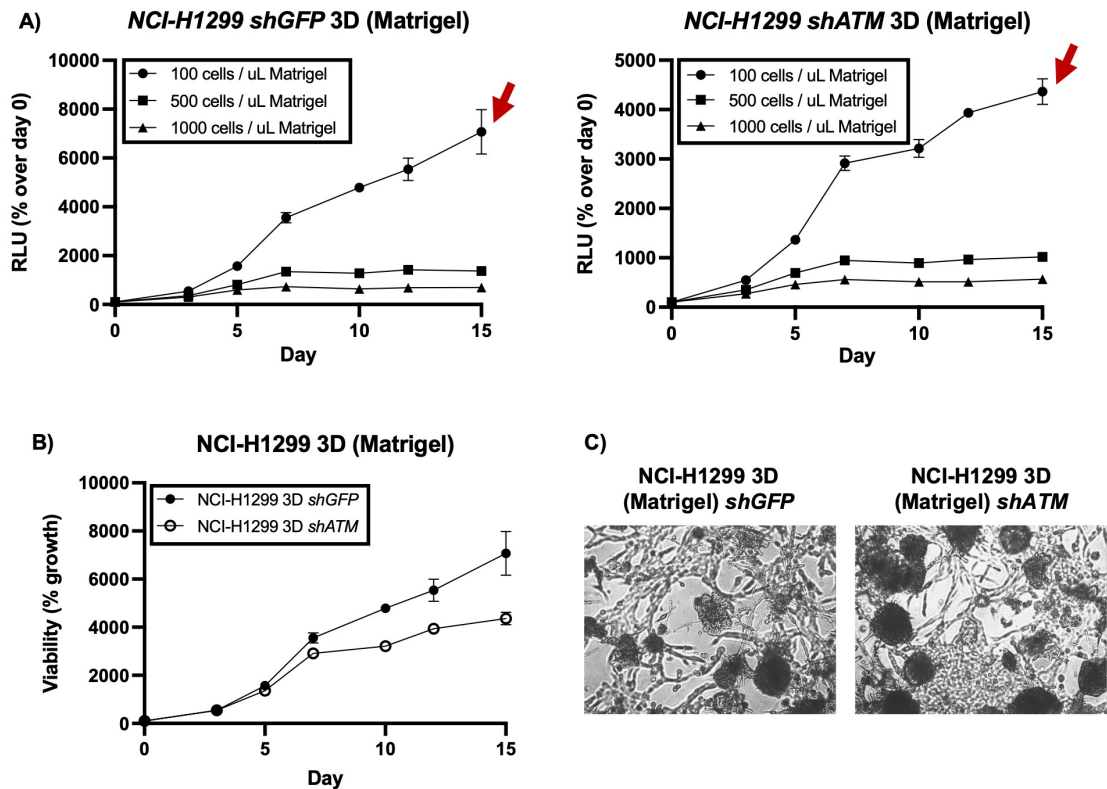 A)
NCI-H1299 shGFP 3D (Matrigel)
RLU (% over day 0)
10000
8000
6000
4000
2000
0
100 cells / uL Matrigel
500 cells / uL Matrigel
1000 cells / uL Matrigel
0
5
10
15
Day
NCI-H1299 shATM 3D (Matrigel)
RLU (% over day 0)
5000
4000
3000
2000
1000
0
100 cells / uL Matrigel
500 cells / uL Matrigel
1000 cells / uL Matrigel
0
5
10
15
Day
B)
NCI-H1299 3D (Matrigel)
Viability (% growth)
10000
8000
6000
4000
2000
0
NCI-H1299 3D shGFP
NCI-H1299 3D shATM
0
5
10
15
Day
C)
NCI-H1299 3D
(Matrigel) shGFP
NCI-H1299 3D
(Matrigel) shATM